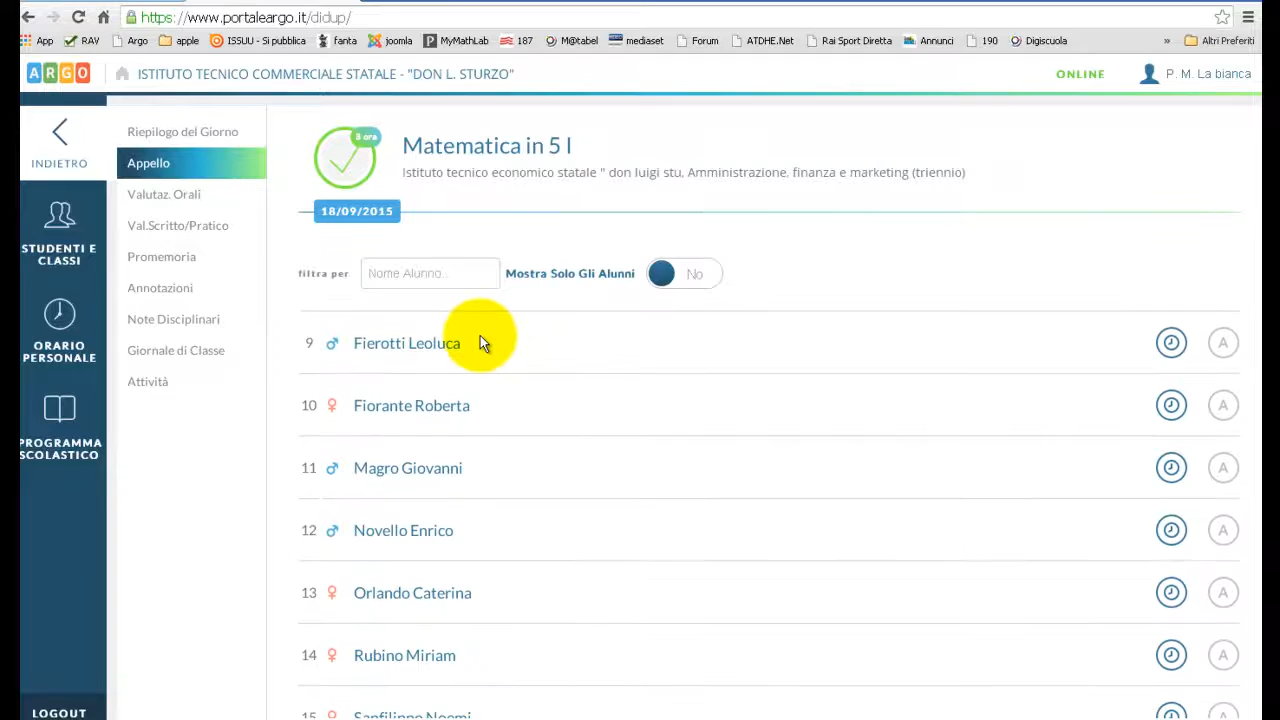 https://www.portaleargo.it/didup/
App RAV Argo apple ISSUU - Si pubblica fanta joomla MyMathLab 187 M@tabel mediaset Forum ATDHE.Net Rai Sport Diretta Annunci 190 Digiscuola » Altri Preferiti
ARGO ISTITUTO TECNICO COMMERCIALE STATALE - "DON L. STURZO" ONLINE P. M. La bianca
INDIETRO
STUDENTI E
CLASSI
ORARIO
PERSONALE
PROGRAMMA
SCOLASTICO
LOGOUT
Riepilogo del Giorno
Appello
Valutaz. Orali
Val.Scritto/Pratico
Promemoria
Annotazioni
Note Disciplinari
Giornale di Classe
Attività
3 ora
Matematica in 5 I
Istituto tecnico economico statale " don luigi stu, Amministrazione, finanza e marketing (triennio)
18/09/2015
filtra per Nome Alunno.. Mostra Solo Gli Alunni No
9 Fierotti Leoluca A
10 Fiorante Roberta A
11 Magro Giovanni A
12 Novello Enrico A
13 Orlando Caterina A
14 Rubino Miriam A
15 Sanfilippo Noemi